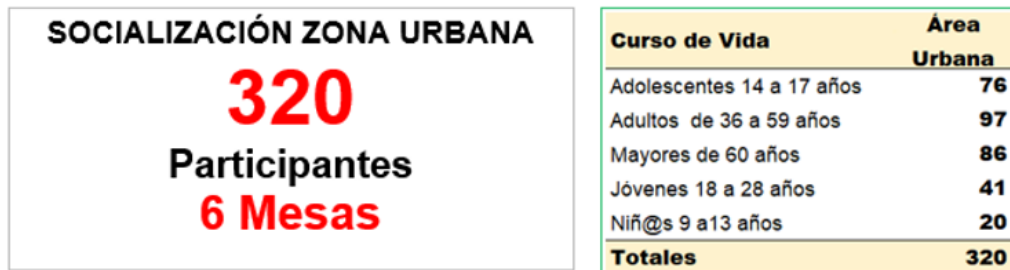 SOCIALIZACIÓN ZONA URBANA
320
Participantes
6 Mesas
Curso de Vida Área Urbana
Adolescentes 14 a 17 años 76
Adultos de 36 a 59 años 97
Mayores de 60 años 86
Jóvenes 18 a 28 años 41
Niñ@s 9 a13 años 20
Totales 320